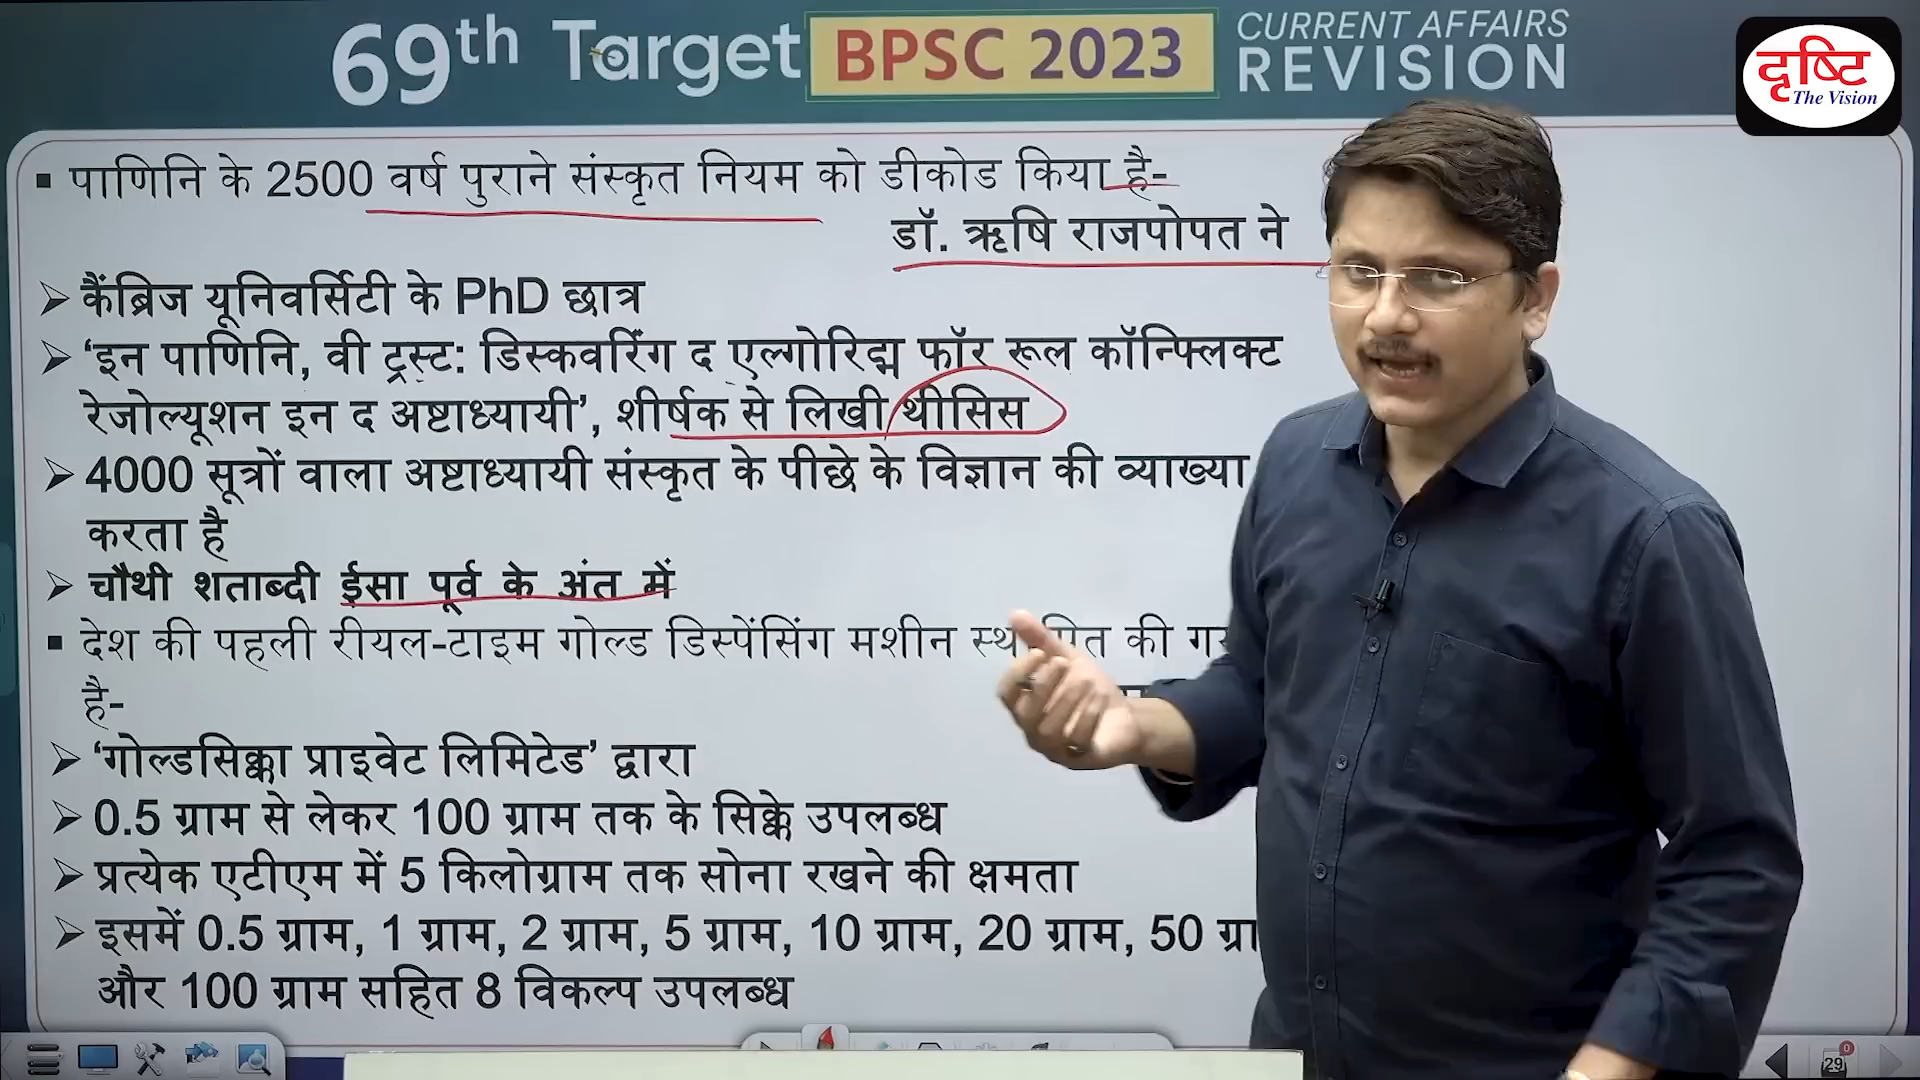 69th Target BPSC 2023 CURRENT AFFAIRS
REVISION
दृष्टि
The Vision
▪ पाणिनि के 2500 वर्ष पुराने संस्कृत नियम को डीकोड किया है-
डॉ. ऋषि राजपोपत ने
➢ कैंब्रिज यूनिवर्सिटी के PhD छात्र
➢ ‘इन पाणिनि, वी ट्रस्ट: डिस्कवरिंग द एल्गोरिद्म फॉर रूल कॉन्फ्लिक्ट
रेजोल्यूशन इन द अष्टाध्यायी’, शीर्षक से लिखी थीसिस
➢ 4000 सूत्रों वाला अष्टाध्यायी संस्कृत के पीछे के विज्ञान की व्याख्या
करता है
➢ चौथी शताब्दी ईसा पूर्व के अंत में
▪ देश की पहली रीयल-टाइम गोल्ड डिस्पेंसिंग मशीन की
है-
➢ ‘गोल्डसिक्का प्राइवेट लिमिटेड’ द्वारा
➢ 0.5 ग्राम से लेकर 100 ग्राम तक के सिक्के उपलब्ध
➢ प्रत्येक एटीएम में 5 किलोग्राम तक सोना रखने की क्षमता
➢ इसमें 0.5 ग्राम, 1 ग्राम, 2 ग्राम, 5 ग्राम, 10 ग्राम, 20 ग्राम, 50
और 100 ग्राम सहित 8 विकल्प उपलब्ध
29
0